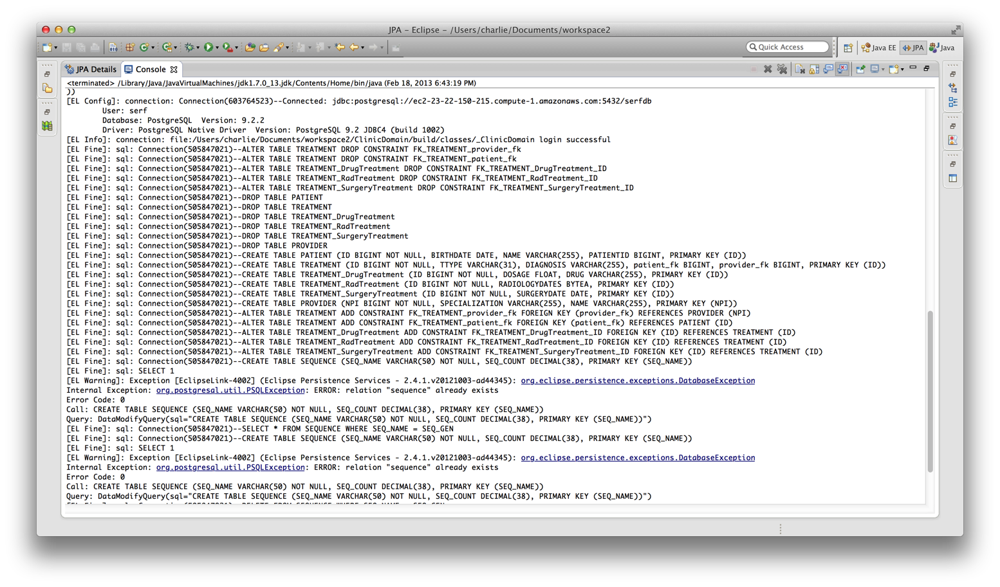 JPA – Eclipse – /Users/charlie/Documents/workspace2
Quick Access
Java EE
JPA
Java
JPA Details
Console
<terminated> /Library/Java/JavaVirtualMachines/jdk1.7.0_13.jdk/Contents/Home/bin/java (Feb 18, 2013 6:43:19 PM)
))
[EL Config]: connection: Connection(603764523)--Connected: jdbc:postgresql://ec2-23-22-150-215.compute-1.amazonaws.com:5432/serfdb
User: serf
Database: PostgreSQL  Version: 9.2.2
Driver: PostgreSQL Native Driver  Version: PostgreSQL 9.2 JDBC4 (build 1002)
[EL Info]: connection: file:/Users/charlie/Documents/workspace2/ClinicDomain/build/classes/_ClinicDomain login successful
[EL Fine]: sql: Connection(505847021)--ALTER TABLE TREATMENT DROP CONSTRAINT FK_TREATMENT_provider_fk
[EL Fine]: sql: Connection(505847021)--ALTER TABLE TREATMENT DROP CONSTRAINT FK_TREATMENT_patient_fk
[EL Fine]: sql: Connection(505847021)--ALTER TABLE TREATMENT_DrugTreatment DROP CONSTRAINT FK_TREATMENT_DrugTreatment_ID
[EL Fine]: sql: Connection(505847021)--ALTER TABLE TREATMENT_RadTreatment DROP CONSTRAINT FK_TREATMENT_RadTreatment_ID
[EL Fine]: sql: Connection(505847021)--ALTER TABLE TREATMENT_SurgeryTreatment DROP CONSTRAINT FK_TREATMENT_SurgeryTreatment_ID
[EL Fine]: sql: Connection(505847021)--DROP TABLE PATIENT
[EL Fine]: sql: Connection(505847021)--DROP TABLE TREATMENT
[EL Fine]: sql: Connection(505847021)--DROP TABLE TREATMENT_DrugTreatment
[EL Fine]: sql: Connection(505847021)--DROP TABLE TREATMENT_RadTreatment
[EL Fine]: sql: Connection(505847021)--DROP TABLE TREATMENT_SurgeryTreatment
[EL Fine]: sql: Connection(505847021)--DROP TABLE PROVIDER
[EL Fine]: sql: Connection(505847021)--CREATE TABLE PATIENT (ID BIGINT NOT NULL, BIRTHDATE DATE, NAME VARCHAR(255), PATIENTID BIGINT, PRIMARY KEY (ID))
[EL Fine]: sql: Connection(505847021)--CREATE TABLE TREATMENT (ID BIGINT NOT NULL, TTYPE VARCHAR(31), DIAGNOSIS VARCHAR(255), patient_fk BIGINT, provider_fk BIGINT, PRIMARY KEY (ID))
[EL Fine]: sql: Connection(505847021)--CREATE TABLE TREATMENT_DrugTreatment (ID BIGINT NOT NULL, DOSAGE FLOAT, DRUG VARCHAR(255), PRIMARY KEY (ID))
[EL Fine]: sql: Connection(505847021)--CREATE TABLE TREATMENT_RadTreatment (ID BIGINT NOT NULL, RADIOLOGYDATES BYTEA, PRIMARY KEY (ID))
[EL Fine]: sql: Connection(505847021)--CREATE TABLE TREATMENT_SurgeryTreatment (ID BIGINT NOT NULL, SURGERYDATE DATE, PRIMARY KEY (ID))
[EL Fine]: sql: Connection(505847021)--CREATE TABLE PROVIDER (NPI BIGINT NOT NULL, SPECIALIZATION VARCHAR(255), NAME VARCHAR(255), PRIMARY KEY (NPI))
[EL Fine]: sql: Connection(505847021)--ALTER TABLE TREATMENT ADD CONSTRAINT FK_TREATMENT_provider_fk FOREIGN KEY (provider_fk) REFERENCES PROVIDER (NPI)
[EL Fine]: sql: Connection(505847021)--ALTER TABLE TREATMENT ADD CONSTRAINT FK_TREATMENT_patient_fk FOREIGN KEY (patient_fk) REFERENCES PATIENT (ID)
[EL Fine]: sql: Connection(505847021)--ALTER TABLE TREATMENT_DrugTreatment ADD CONSTRAINT FK_TREATMENT_DrugTreatment_ID FOREIGN KEY (ID) REFERENCES TREATMENT (ID)
[EL Fine]: sql: Connection(505847021)--ALTER TABLE TREATMENT_RadTreatment ADD CONSTRAINT FK_TREATMENT_RadTreatment_ID FOREIGN KEY (ID) REFERENCES TREATMENT (ID)
[EL Fine]: sql: Connection(505847021)--ALTER TABLE TREATMENT_SurgeryTreatment ADD CONSTRAINT FK_TREATMENT_SurgeryTreatment_ID FOREIGN KEY (ID) REFERENCES TREATMENT (ID)
[EL Fine]: sql: Connection(505847021)--CREATE TABLE SEQUENCE (SEQ_NAME VARCHAR(50) NOT NULL, SEQ_COUNT DECIMAL(38), PRIMARY KEY (SEQ_NAME))
[EL Fine]: sql: SELECT 1
[EL Warning]: Exception [EclipseLink-4002] (Eclipse Persistence Services - 2.4.1.v20121003-ad44345): org.eclipse.persistence.exceptions.DatabaseException
Internal Exception: org.postgresql.util.PSQLException: ERROR: relation "sequence" already exists
Error Code: 0
Call: CREATE TABLE SEQUENCE (SEQ_NAME VARCHAR(50) NOT NULL, SEQ_COUNT DECIMAL(38), PRIMARY KEY (SEQ_NAME))
Query: DataModifyQuery(sql="CREATE TABLE SEQUENCE (SEQ_NAME VARCHAR(50) NOT NULL, SEQ_COUNT DECIMAL(38), PRIMARY KEY (SEQ_NAME))")
[EL Fine]: sql: Connection(505847021)--SELECT * FROM SEQUENCE WHERE SEQ_NAME = SEQ_GEN
[EL Fine]: sql: Connection(505847021)--CREATE TABLE SEQUENCE (SEQ_NAME VARCHAR(50) NOT NULL, SEQ_COUNT DECIMAL(38), PRIMARY KEY (SEQ_NAME))
[EL Fine]: sql: SELECT 1
[EL Warning]: Exception [EclipseLink-4002] (Eclipse Persistence Services - 2.4.1.v20121003-ad44345): org.eclipse.persistence.exceptions.DatabaseException
Internal Exception: org.postgresql.util.PSQLException: ERROR: relation "sequence" already exists
Error Code: 0
Call: CREATE TABLE SEQUENCE (SEQ_NAME VARCHAR(50) NOT NULL, SEQ_COUNT DECIMAL(38), PRIMARY KEY (SEQ_NAME))
Query: DataModifyQuery(sql="CREATE TABLE SEQUENCE (SEQ_NAME VARCHAR(50) NOT NULL, SEQ_COUNT DECIMAL(38), PRIMARY KEY (SEQ_NAME))")